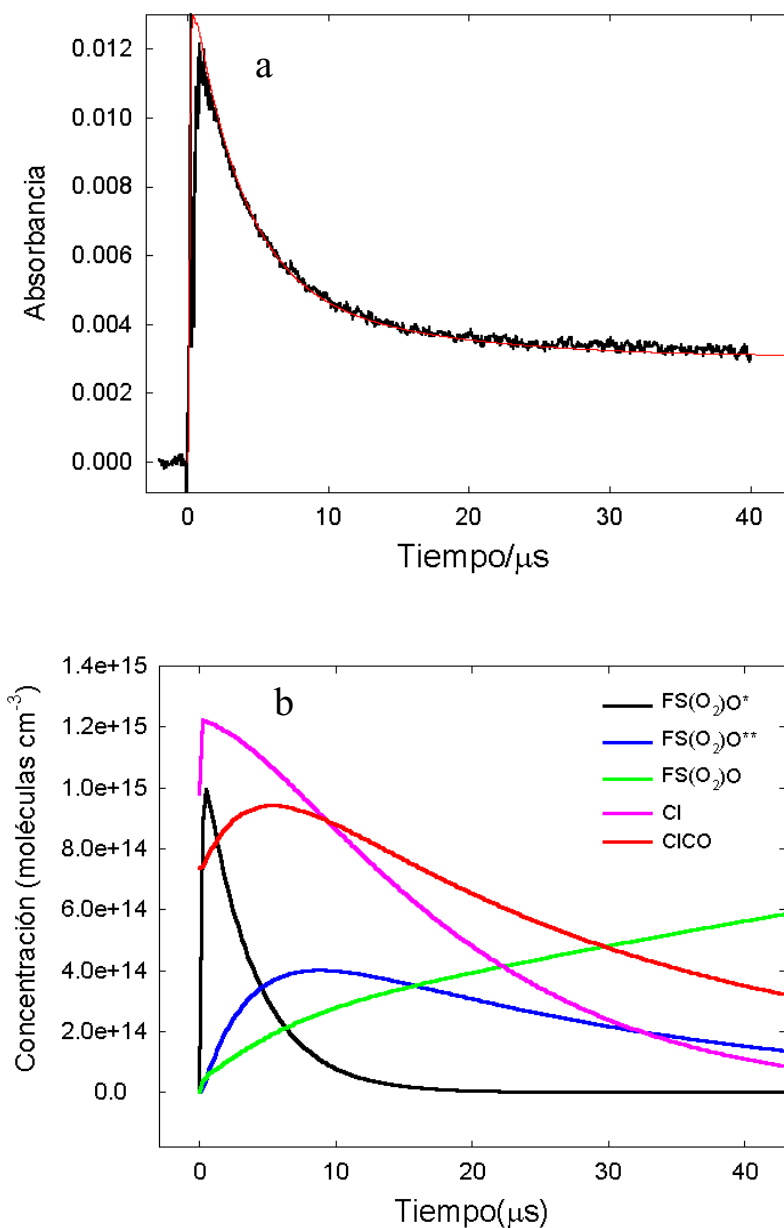 a
0.012
0.010
0.008
0.006
0.004
0.002
0.000
Absorbancia
0 10 20 30 40
Tiempo/μs
b
1.4e+15
1.2e+15
1.0e+15
8.0e+14
6.0e+14
4.0e+14
2.0e+14
0.0
Concentración (moléculas cm⁻³)
FS(O₂)O*
FS(O₂)O**
FS(O₂)O
Cl
ClCO
0 10 20 30 40
Tiempo(μs)